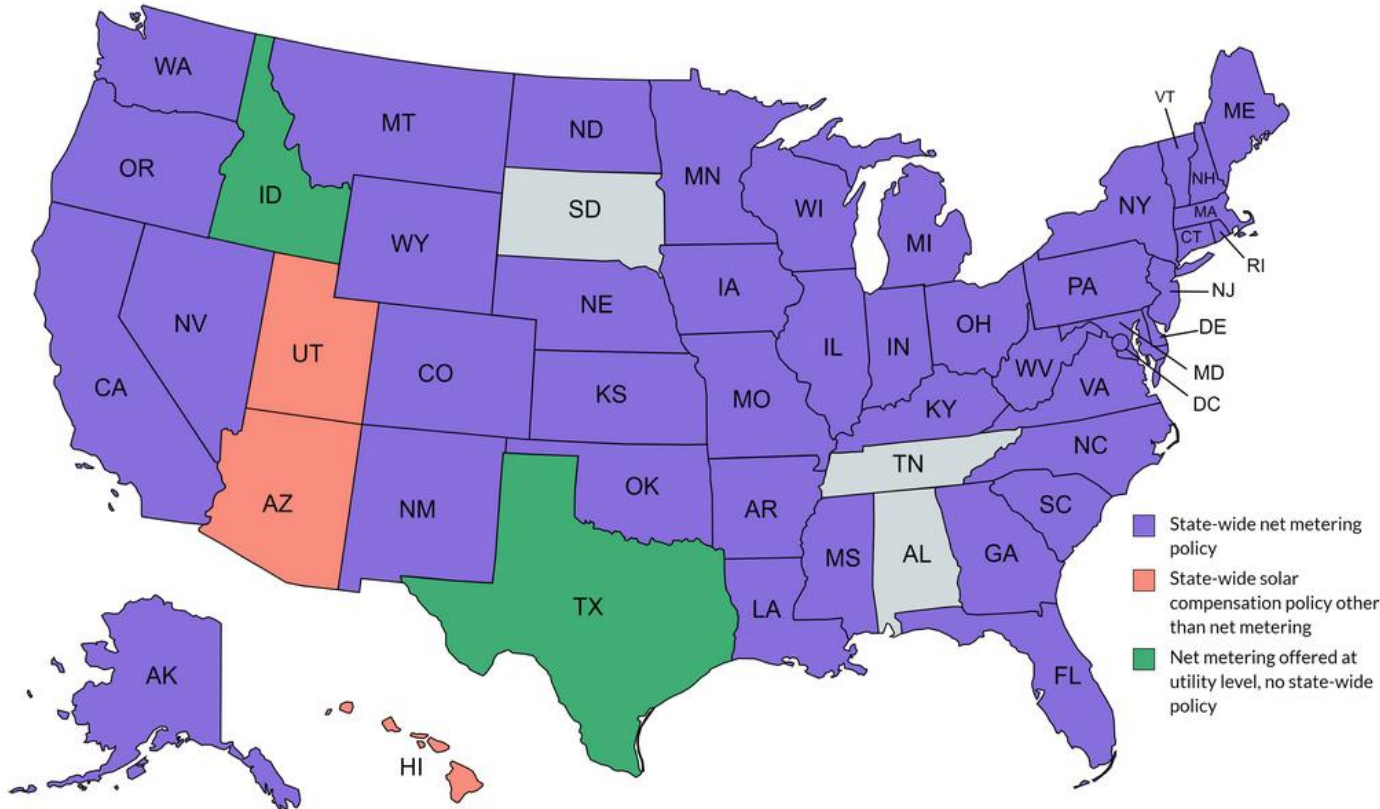 WA
MT
ND
MN
VT
ME
OR
ID
SD
WI
NH
NY
MA
WY
MI
CT
RI
IA
PA
NJ
NE
NV
OH
DE
UT
IL
IN
CO
WV
MD
CA
KS
MO
VA
DC
KY
NC
TN
OK
AZ
NM
AR
SC
MS
AL
GA
TX
LA
AK
FL
HI
State-wide net metering
policy
State-wide solar
compensation policy other
than net metering
Net metering offered at
utility level, no state-wide
policy